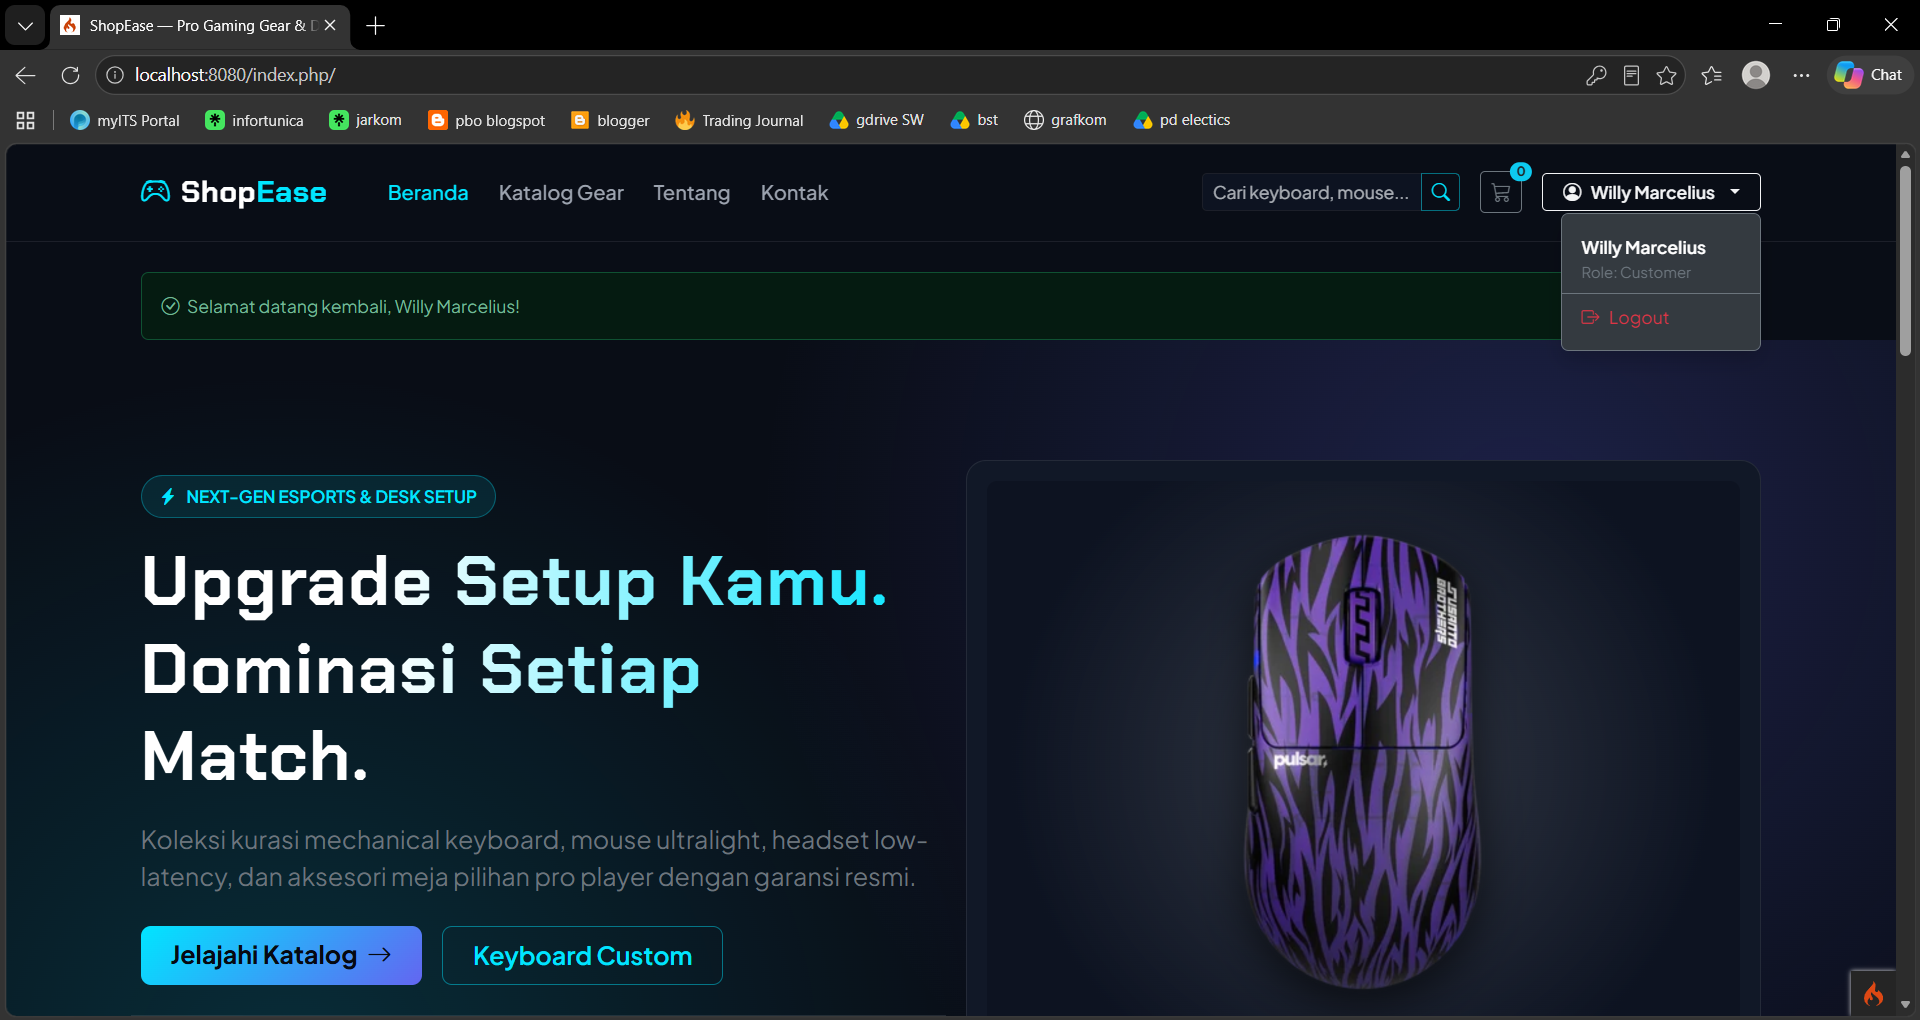 ShopEase — Pro Gaming Gear & D
localhost:8080/index.php/
Chat
myITS Portal
infortunica
jarkom
pbo blogspot
blogger
Trading Journal
gdrive SW
bst
grafkom
pd electics
ShopEase
Beranda
Katalog Gear
Tentang
Kontak
Cari keyboard, mouse...
0
Willy Marcelius
Willy Marcelius
Role: Customer
Logout
Selamat datang kembali, Willy Marcelius!
NEXT-GEN ESPORTS & DESK SETUP
Upgrade Setup Kamu.
Dominasi Setiap
Match.
Koleksi kurasi mechanical keyboard, mouse ultralight, headset low-
latency, dan aksesori meja pilihan pro player dengan garansi resmi.
Jelajahi Katalog →
Keyboard Custom
BROTHERS
pulsar